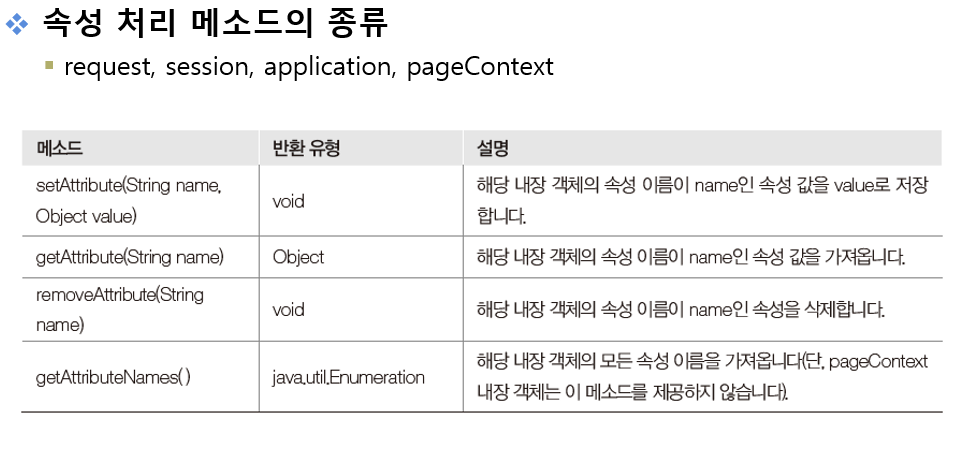 속성 처리 메소드의 종류
request, session, application, pageContext
메소드 반환 유형 설명
setAttribute(String name,
Object value)
void
해당 내장 객체의 속성 이름이 name인 속성 값을 value로 저장
합니다.
getAttribute(String name) Object 해당 내장 객체의 속성 이름이 name인 속성 값을 가져옵니다.
removeAttribute(String
name)
void
해당 내장 객체의 속성 이름이 name인 속성을 삭제합니다.
getAttributeNames( ) java.util.Enumeration
해당 내장 객체의 모든 속성 이름을 가져옵니다(단, pageContext
내장 객체는 이 메소드를 제공하지 않습니다).